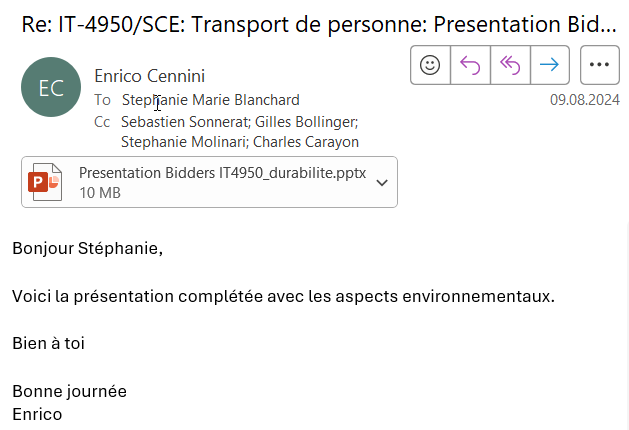 Re: IT-4950/SCE: Transport de personne: Presentation Bid...
EC
Enrico Cennini
To Stephanie Marie Blanchard
09.08.2024
Cc Sebastien Sonnerat; Gilles Bollinger;
Stephanie Molinari; Charles Carayon
P
Presentation Bidders IT4950_durabilite.pptx
10 MB
Bonjour Stéphanie,
Voici la présentation complétée avec les aspects environnementaux.
Bien à toi
Bonne journée
Enrico